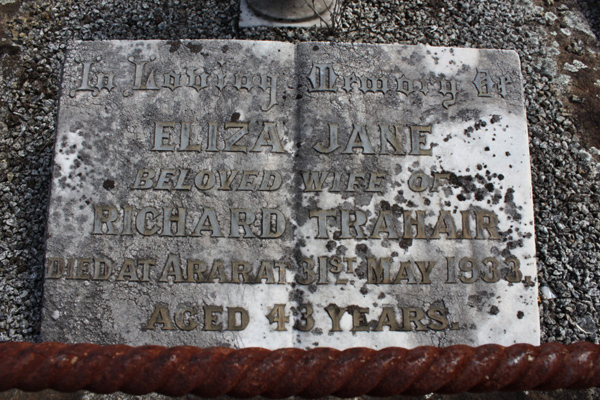 In Loving Memory Of
ELIZA JANE
BELOVED WIFE OF
RICHARD TRAHAIR
DIED AT ARARAT 31ST MAY 1933.
AGED 43 YEARS.